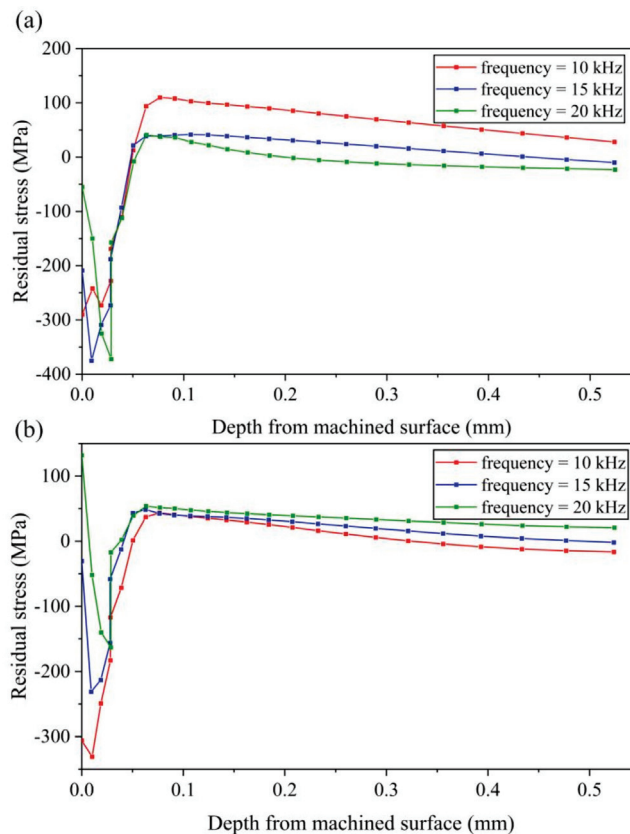 (a)
200
100
0
-100
-200
-300
-400
Residual stress (MPa)
frequency = 10 kHz
frequency = 15 kHz
frequency = 20 kHz
0.0 0.1 0.2 0.3 0.4 0.5
Depth from machined surface (mm)
(b)
100
0
-100
-200
-300
Residual stress (MPa)
frequency = 10 kHz
frequency = 15 kHz
frequency = 20 kHz
0.0 0.1 0.2 0.3 0.4 0.5
Depth from machined surface (mm)